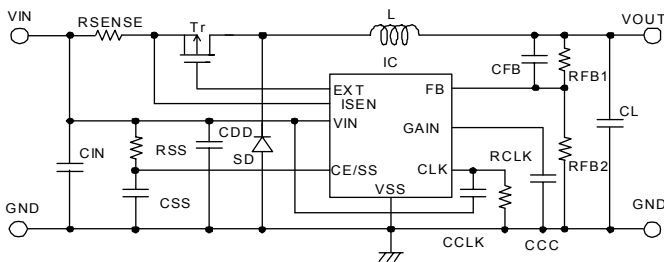 VIN
RSENSE
Tr
L
VOUT
IC
EXT
ISEN
FB
CFB
RFB1
VIN
GAIN
CL
CDD
RSS
SD
CIN
CE/SS
CLK
RCLK
RFB2
VSS
CSS
GND
GND
CCLK
CCC